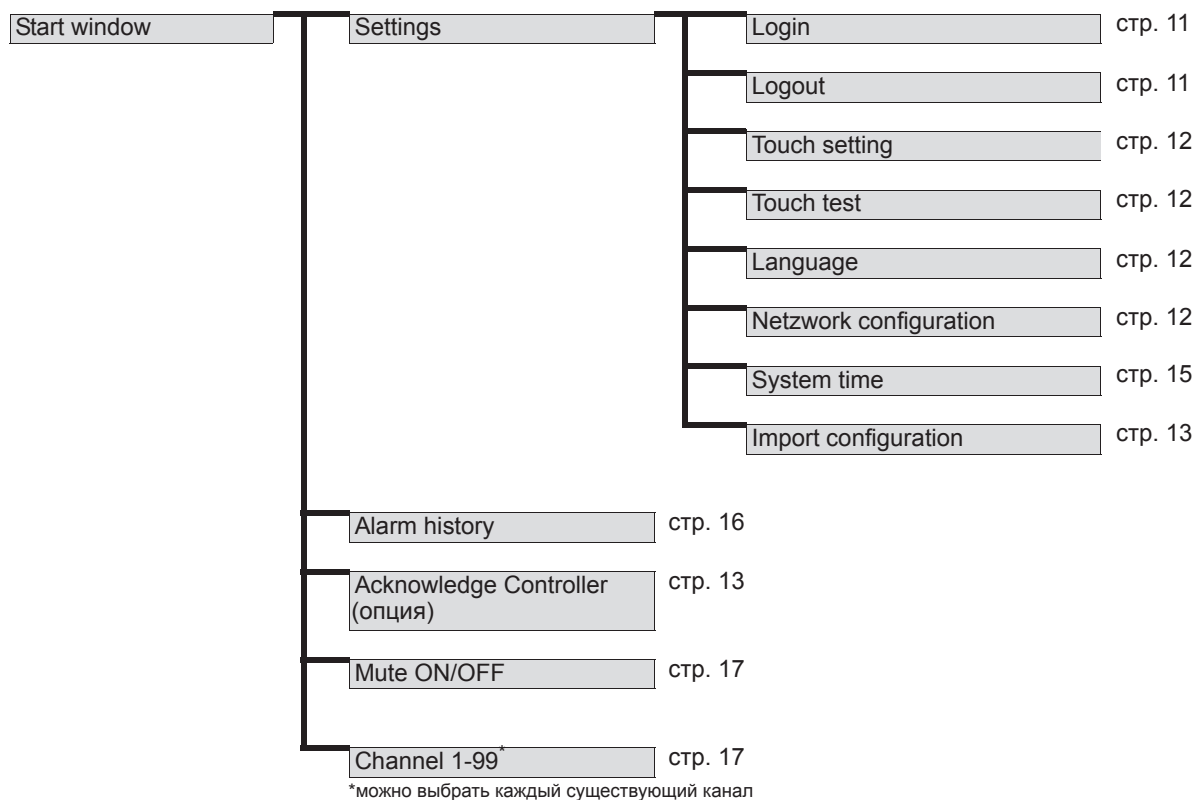 Start window
Settings
Login стр. 11
Logout стр. 11
Touch setting стр. 12
Touch test стр. 12
Language стр. 12
Netzwork configuration стр. 12
System time стр. 15
Import configuration стр. 13
Alarm history стр. 16
Acknowledge Controller стр. 13
(опция)
Mute ON/OFF стр. 17
Channel 1-99* стр. 17
*можно выбрать каждый существующий канал